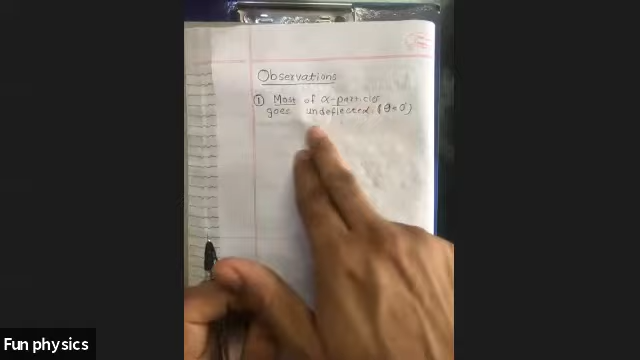 Observations
① Most of α-particles
goes undeflected. (θ=0°)
Fun physics